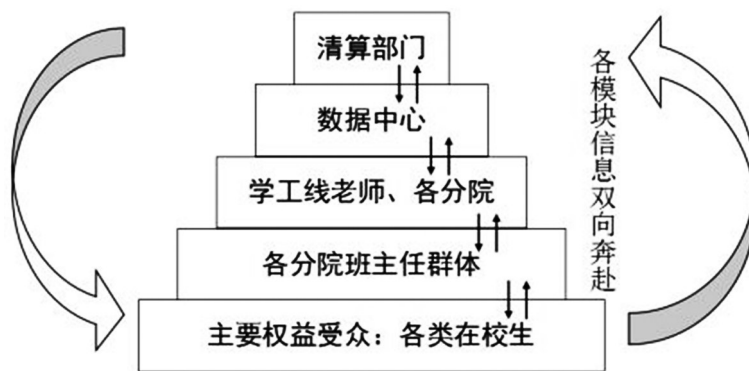 清算部门
数据中心
学工线老师、各分院
各分院班主任群体
主要权益受众：各类在校生
各模块信息双向奔赴